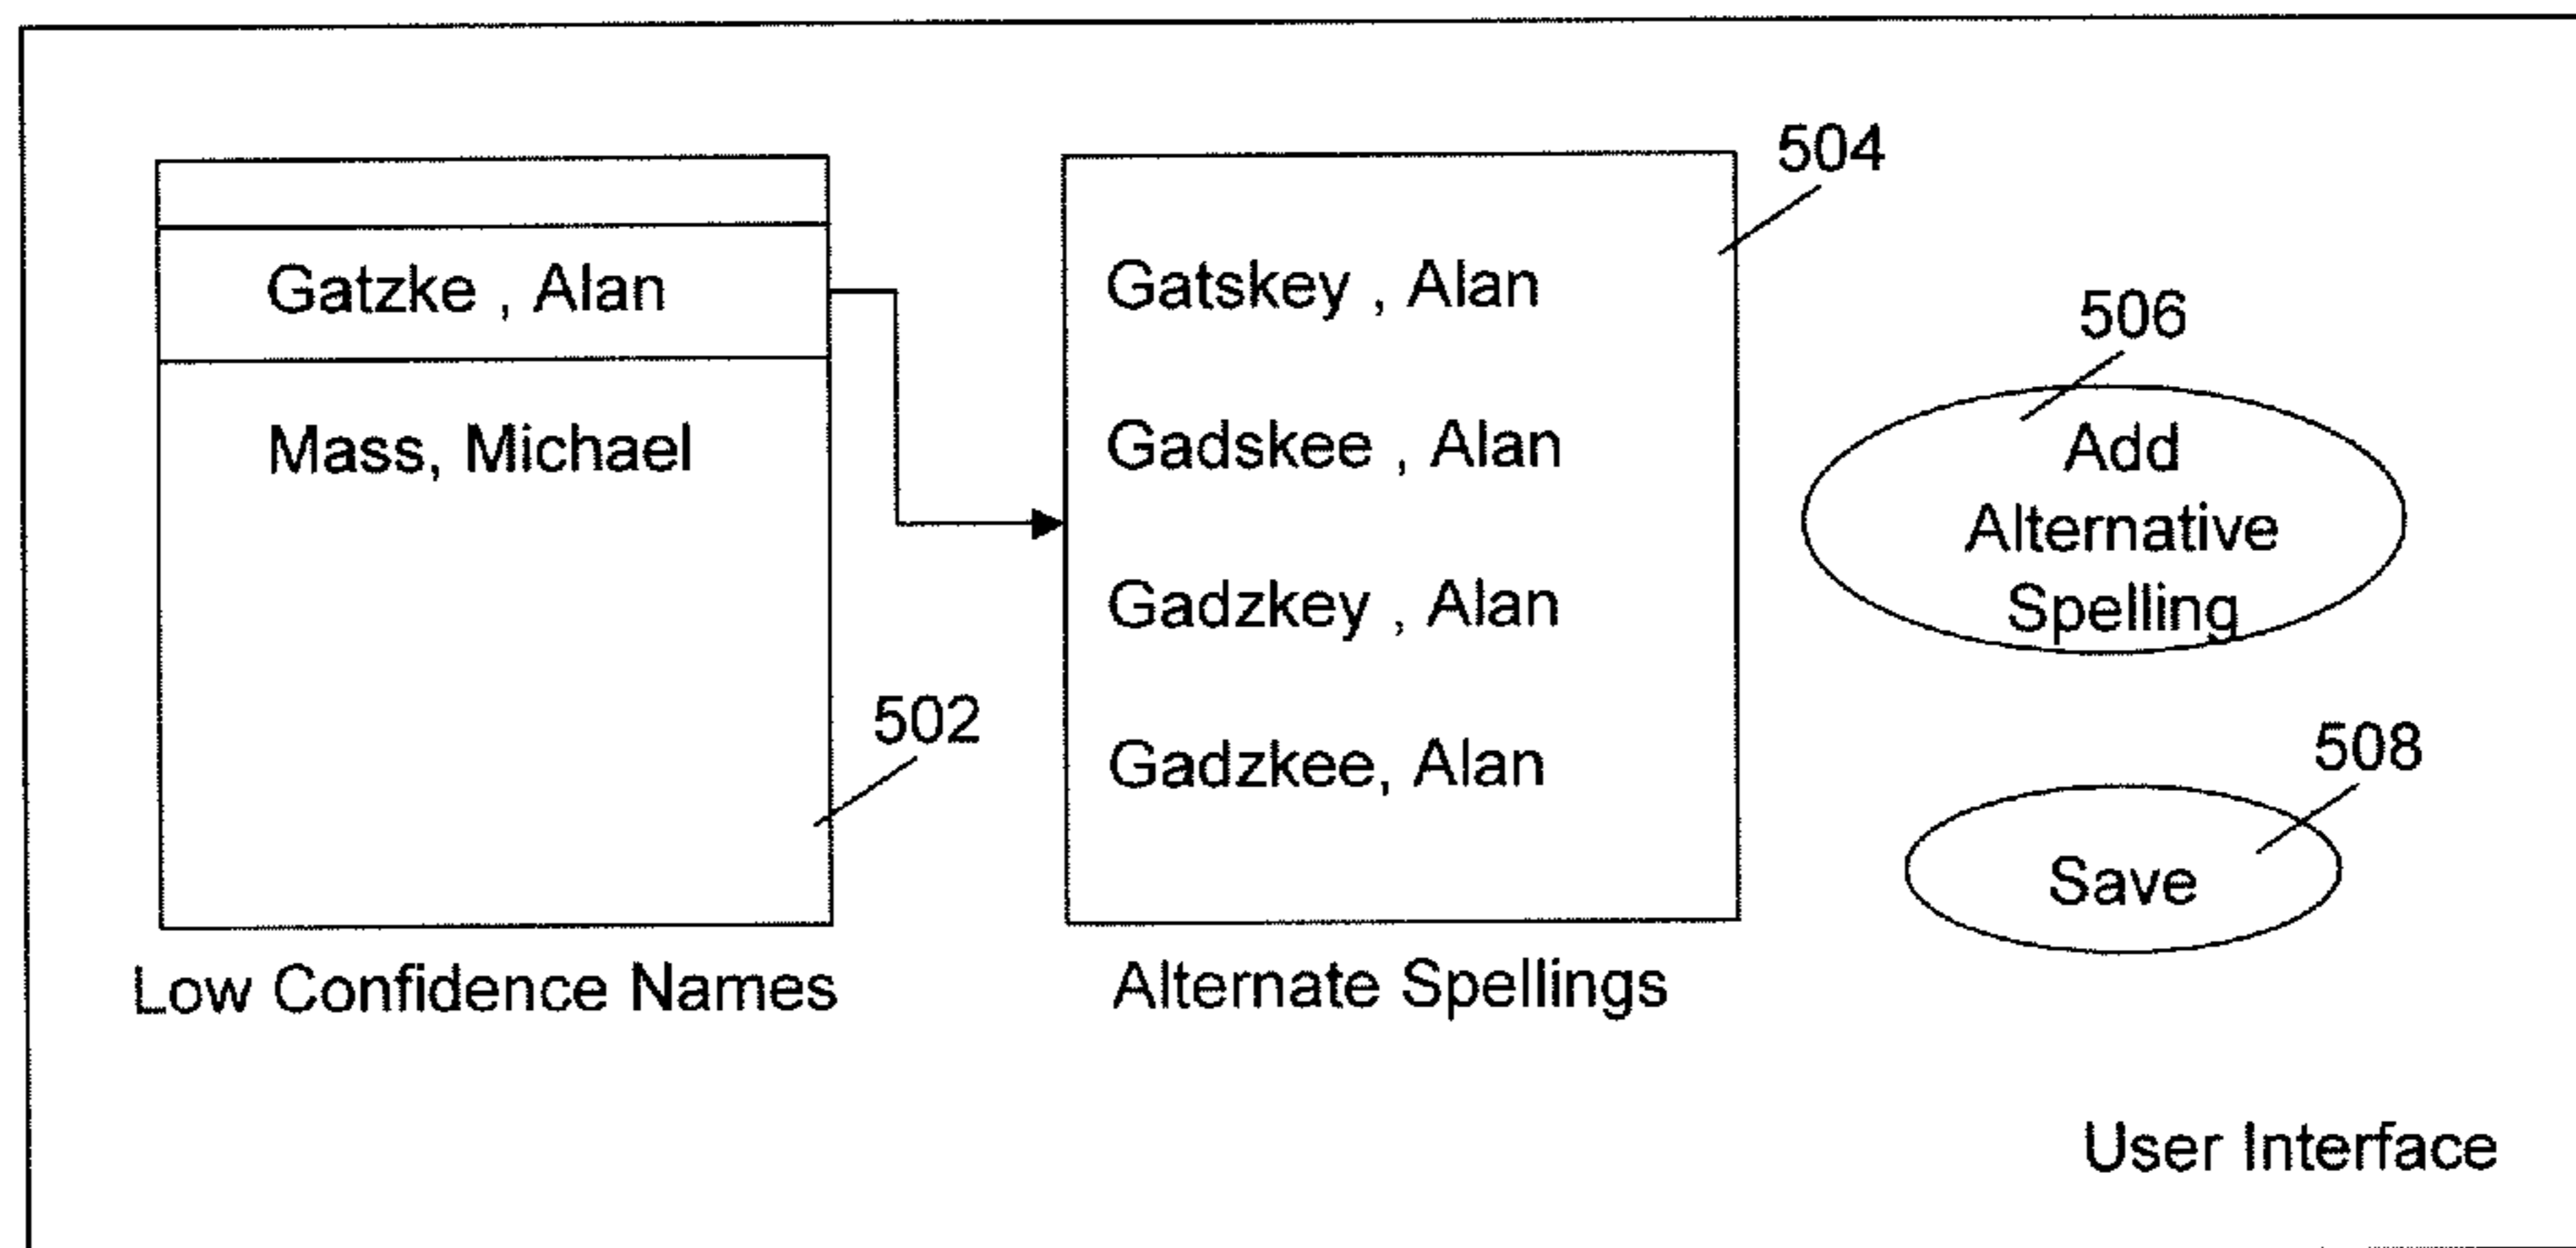 504
Gatzke , Alan
Gatskey , Alan
506
Mass, Michael
Gadskee , Alan
Add
Alternative
Spelling
Gadzkey , Alan
502
Gadzkee, Alan
508
Save
Low Confidence Names
Alternate Spellings
User Interface